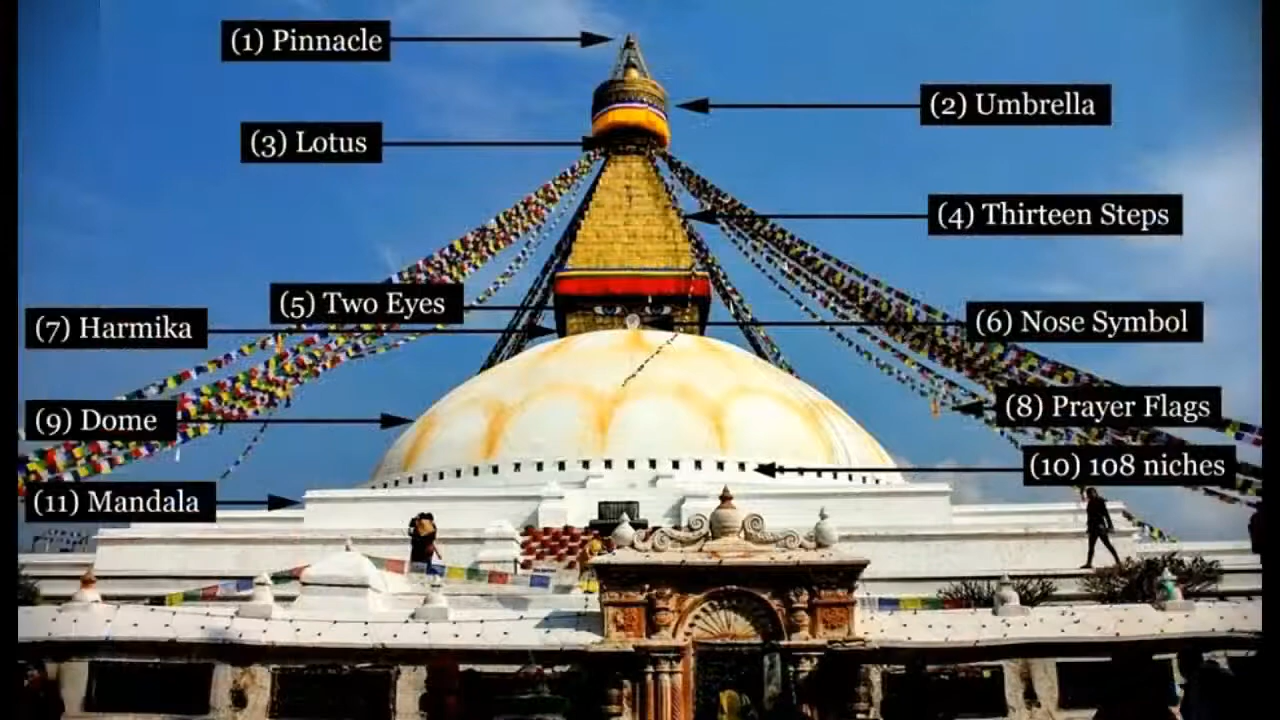 (1) Pinnacle
(2) Umbrella
(3) Lotus
(4) Thirteen Steps
(5) Two Eyes
(6) Nose Symbol
(7) Harmika
(8) Prayer Flags
(9) Dome
(10) 108 niches
(11) Mandala